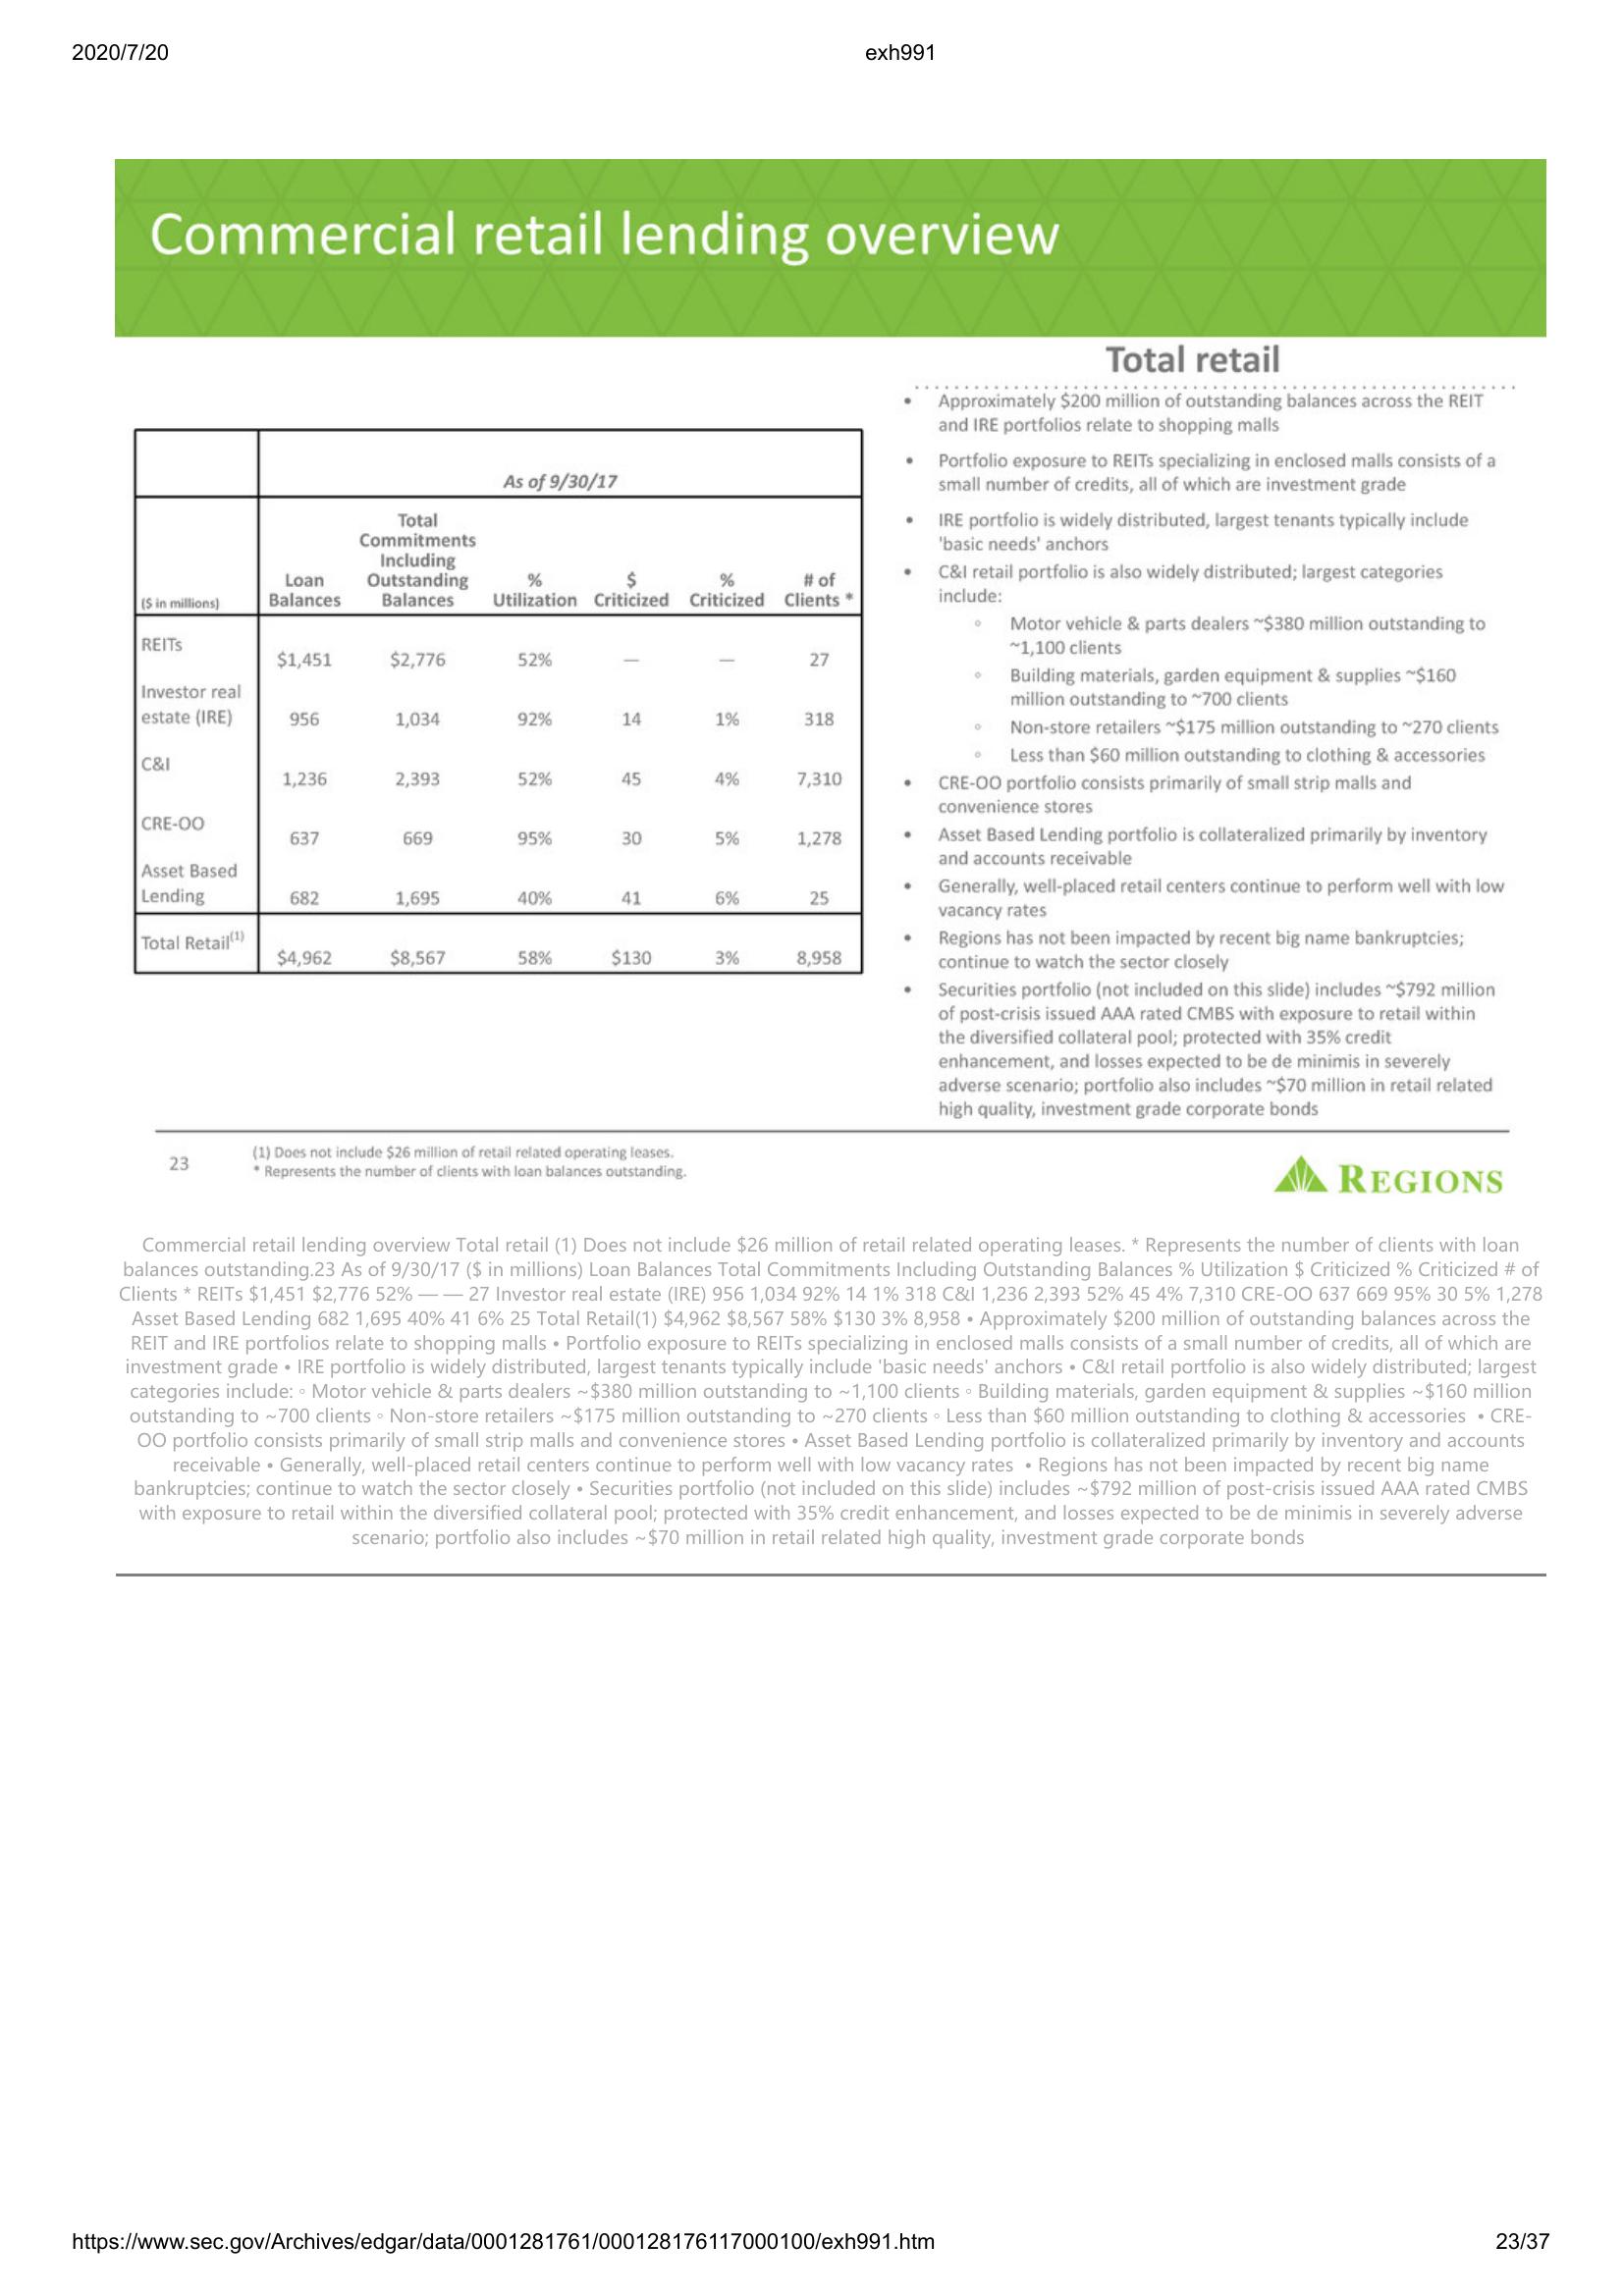 2020/7/20 exh991
Commercial retail lending overview
As of 9/30/17
($ in millions) Loan Balances Total Commitments Including Outstanding Balances % Utilization $ Criticized % Criticized # of Clients *
REITs $1,451 $2,776 52% — — 27
Investor real estate (IRE) 956 1,034 92% 14 1% 318
C&I 1,236 2,393 52% 45 4% 7,310
CRE-OO 637 669 95% 30 5% 1,278
Asset Based Lending 682 1,695 40% 41 6% 25
Total Retail(1) $4,962 $8,567 58% $130 3% 8,958
Total retail
• Approximately $200 million of outstanding balances across the REIT
and IRE portfolios relate to shopping malls
• Portfolio exposure to REITs specializing in enclosed malls consists of a
small number of credits, all of which are investment grade
• IRE portfolio is widely distributed, largest tenants typically include
'basic needs' anchors
• C&I retail portfolio is also widely distributed; largest categories
include:
◦ Motor vehicle & parts dealers ~$380 million outstanding to
~1,100 clients
◦ Building materials, garden equipment & supplies ~$160
million outstanding to ~700 clients
◦ Non-store retailers ~$175 million outstanding to ~270 clients
◦ Less than $60 million outstanding to clothing & accessories
• CRE-OO portfolio consists primarily of small strip malls and
convenience stores
• Asset Based Lending portfolio is collateralized primarily by inventory
and accounts receivable
• Generally, well-placed retail centers continue to perform well with low
vacancy rates
• Regions has not been impacted by recent big name bankruptcies;
continue to watch the sector closely
• Securities portfolio (not included on this slide) includes ~$792 million
of post-crisis issued AAA rated CMBS with exposure to retail within
the diversified collateral pool; protected with 35% credit
enhancement, and losses expected to be de minimis in severely
adverse scenario; portfolio also includes ~$70 million in retail related
high quality, investment grade corporate bonds
23
(1) Does not include $26 million of retail related operating leases.
* Represents the number of clients with loan balances outstanding.
REGIONS
Commercial retail lending overview Total retail (1) Does not include $26 million of retail related operating leases. * Represents the number of clients with loan
balances outstanding.23 As of 9/30/17 ($ in millions) Loan Balances Total Commitments Including Outstanding Balances % Utilization $ Criticized % Criticized # of
Clients * REITs $1,451 $2,776 52% — — 27 Investor real estate (IRE) 956 1,034 92% 14 1% 318 C&I 1,236 2,393 52% 45 4% 7,310 CRE-OO 637 669 95% 30 5% 1,278
Asset Based Lending 682 1,695 40% 41 6% 25 Total Retail(1) $4,962 $8,567 58% $130 3% 8,958 • Approximately $200 million of outstanding balances across the
REIT and IRE portfolios relate to shopping malls • Portfolio exposure to REITs specializing in enclosed malls consists of a small number of credits, all of which are
investment grade • IRE portfolio is widely distributed, largest tenants typically include 'basic needs' anchors • C&I retail portfolio is also widely distributed; largest
categories include: ◦ Motor vehicle & parts dealers ~$380 million outstanding to ~1,100 clients ◦ Building materials, garden equipment & supplies ~$160 million
outstanding to ~700 clients ◦ Non-store retailers ~$175 million outstanding to ~270 clients ◦ Less than $60 million outstanding to clothing & accessories • CRE-
OO portfolio consists primarily of small strip malls and convenience stores • Asset Based Lending portfolio is collateralized primarily by inventory and accounts
receivable • Generally, well-placed retail centers continue to perform well with low vacancy rates • Regions has not been impacted by recent big name
bankruptcies; continue to watch the sector closely • Securities portfolio (not included on this slide) includes ~$792 million of post-crisis issued AAA rated CMBS
with exposure to retail within the diversified collateral pool; protected with 35% credit enhancement, and losses expected to be de minimis in severely adverse
scenario; portfolio also includes ~$70 million in retail related high quality, investment grade corporate bonds
https://www.sec.gov/Archives/edgar/data/0001281761/000128176117000100/exh991.htm 23/37